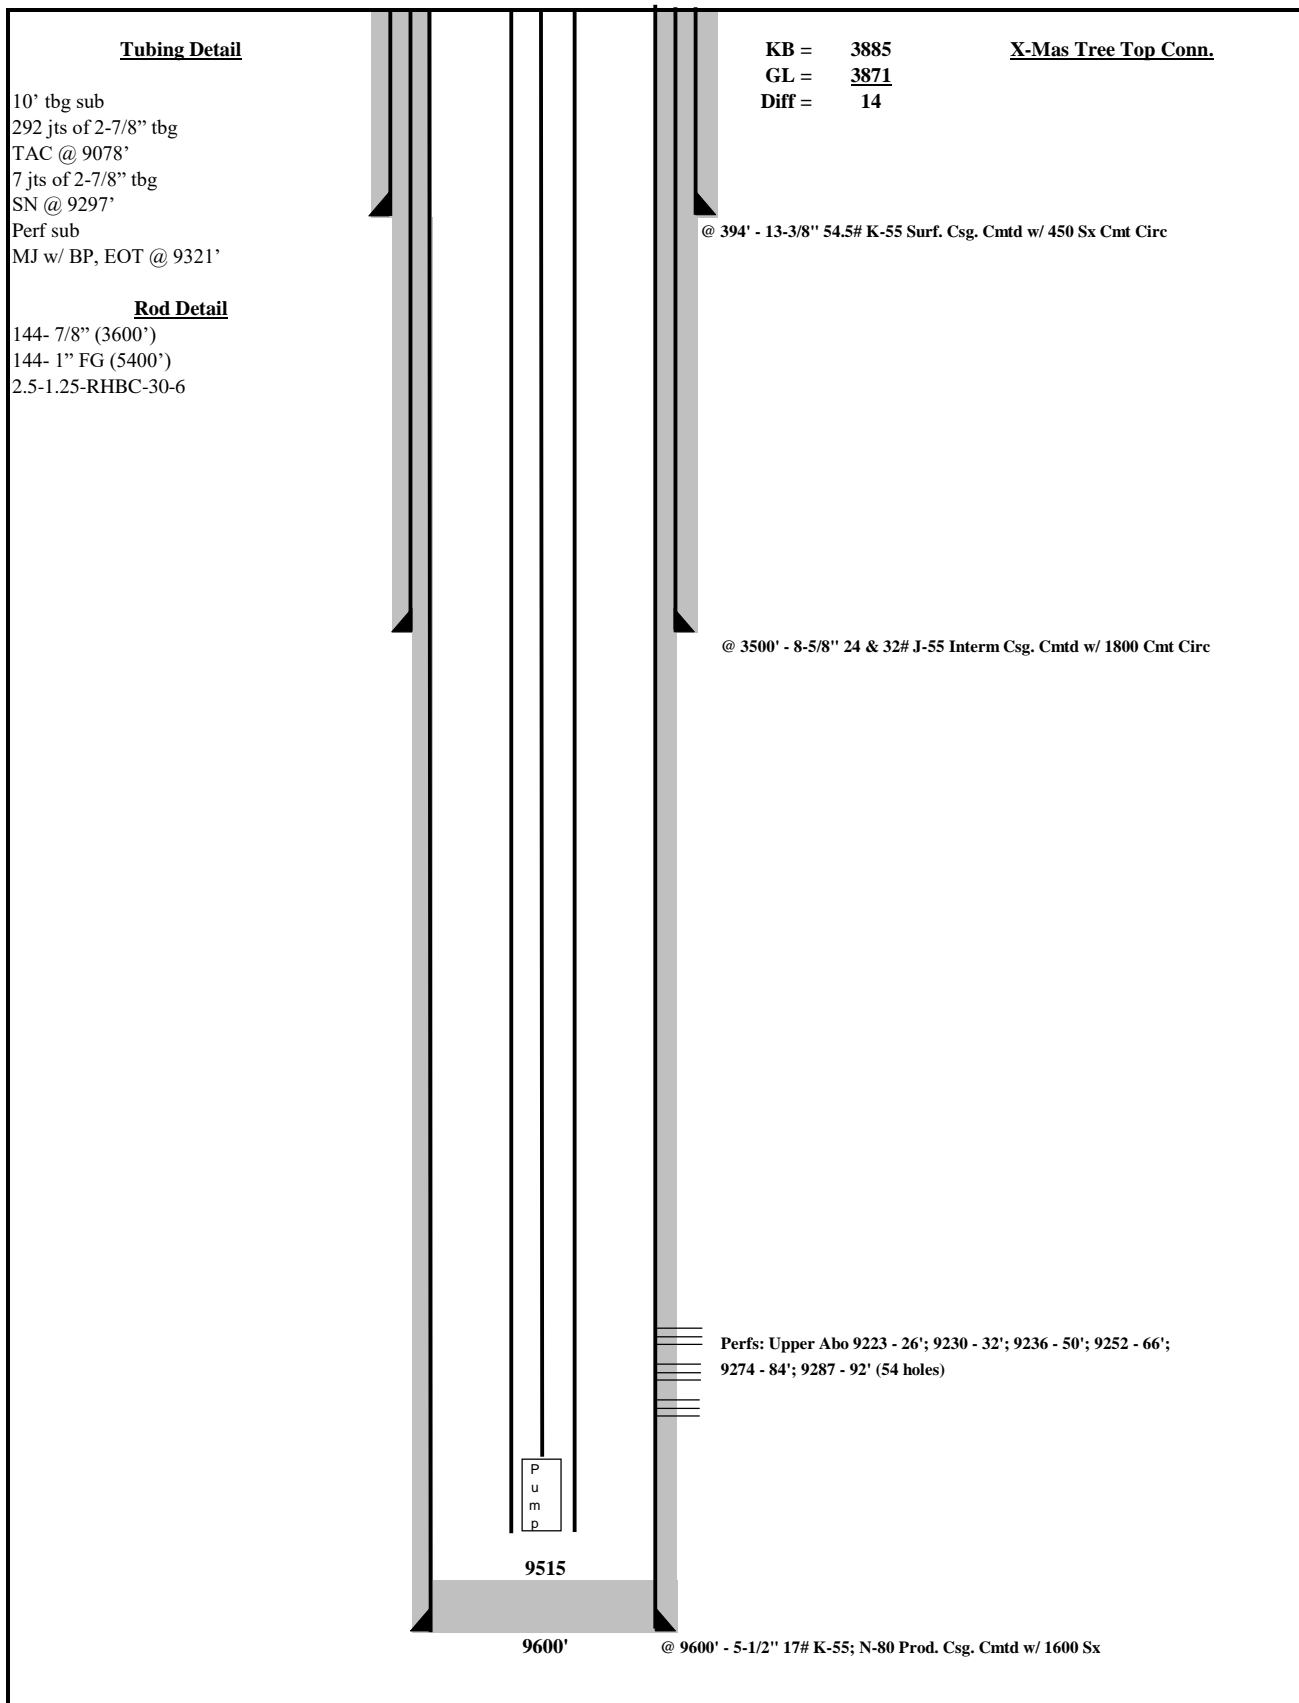 Tubing Detail
10’ tbg sub
292 jts of 2-7/8” tbg
TAC @ 9078’
7 jts of 2-7/8” tbg
SN @ 9297’
Perf sub
MJ w/ BP, EOT @ 9321’
Rod Detail
144- 7/8” (3600’)
144- 1” FG (5400’)
2.5-1.25-RHBC-30-6
KB = 3885
GL = 3871
Diff = 14
X-Mas Tree Top Conn.
@ 394' - 13-3/8" 54.5# K-55 Surf. Csg. Cmtd w/ 450 Sx Cmt Circ
@ 3500' - 8-5/8" 24 & 32# J-55 Interm Csg. Cmtd w/ 1800 Cmt Circ
Perfs: Upper Abo 9223 - 26'; 9230 - 32'; 9236 - 50'; 9252 - 66';
9274 - 84'; 9287 - 92' (54 holes)
P
u
m
p
9515
9600'
@ 9600' - 5-1/2" 17# K-55; N-80 Prod. Csg. Cmtd w/ 1600 Sx